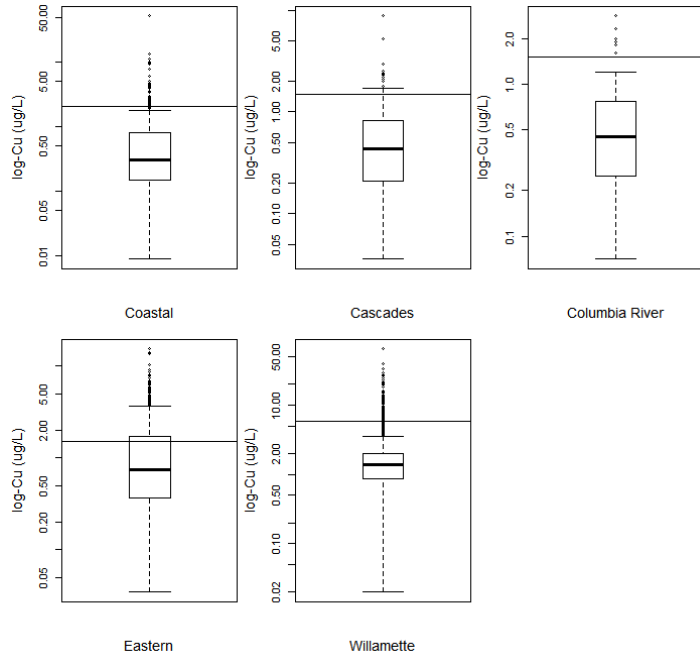 log-Cu (ug/L)
50.00
5.00
0.50
0.05
0.01
Coastal
log-Cu (ug/L)
5.00
2.00
1.00
0.50
0.20
0.10
0.05
Cascades
log-Cu (ug/L)
2.0
1.0
0.5
0.2
0.1
Columbia River
log-Cu (ug/L)
5.00
2.00
0.50
0.20
0.05
Eastern
log-Cu (ug/L)
50.00
10.00
2.00
0.50
0.10
0.02
Willamette